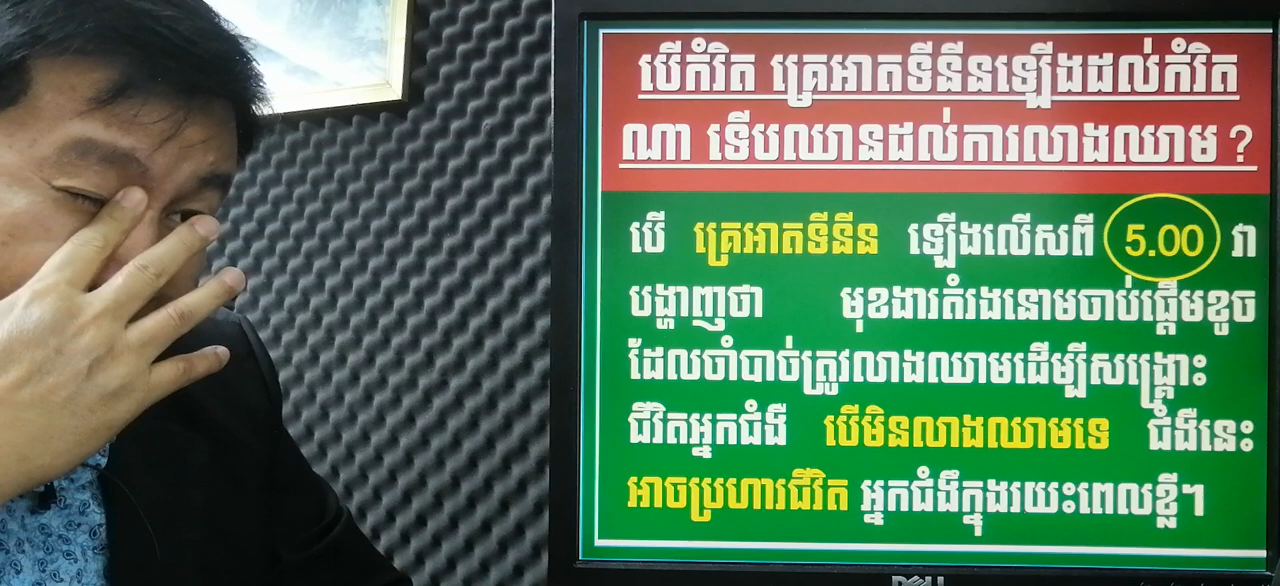 បើកំរិត គ្រេអាតទីនីនឡើងដល់កំរិត
ណា ទើបឈានដល់ការលាងឈាម ?
បើ គ្រេអាតទីនីន ឡើងលើសពី 5.00 វា
បង្ហាញថា មុខងារតំរងនោមចាប់ផ្តើមខូច
ដែលចាំបាច់ត្រូវលាងឈាមដើម្បីសង្គ្រោះ
ជីវិតអ្នកជំងឺ បើមិនលាងឈាមទេ ជំងឺនេះ
អាចប្រហារជីវិត អ្នកជំងឺក្នុងរយះពេលខ្លីៗ
DELL